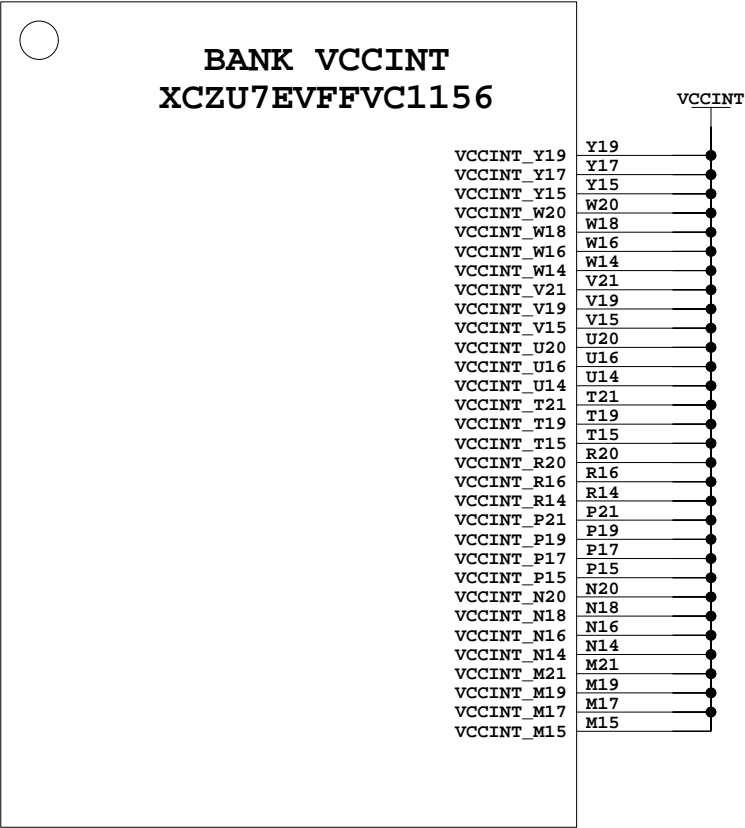 BANK VCCINT
XCZU7EVFFVC1156
VCCINT
VCCINT_Y19 Y19
VCCINT_Y17 Y17
VCCINT_Y15 Y15
VCCINT_W20 W20
VCCINT_W18 W18
VCCINT_W16 W16
VCCINT_W14 W14
VCCINT_V21 V21
VCCINT_V19 V19
VCCINT_V15 V15
VCCINT_U20 U20
VCCINT_U16 U16
VCCINT_U14 U14
VCCINT_T21 T21
VCCINT_T19 T19
VCCINT_T15 T15
VCCINT_R20 R20
VCCINT_R16 R16
VCCINT_R14 R14
VCCINT_P21 P21
VCCINT_P19 P19
VCCINT_P17 P17
VCCINT_P15 P15
VCCINT_N20 N20
VCCINT_N18 N18
VCCINT_N16 N16
VCCINT_N14 N14
VCCINT_M21 M21
VCCINT_M19 M19
VCCINT_M17 M17
VCCINT_M15 M15